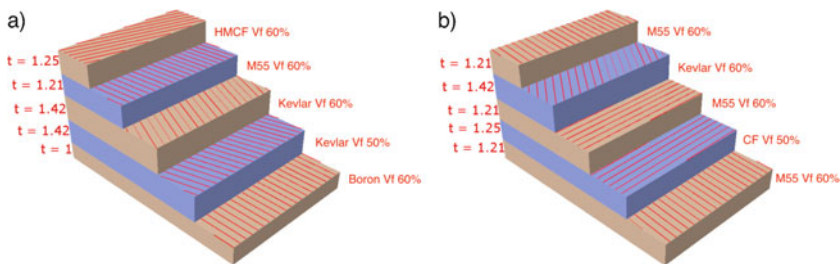 a)
HMCF Vf 60%
t = 1.25
M55 Vf 60%
t = 1.21
Kevlar Vf 60%
t = 1.42
Kevlar Vf 50%
t = 1.42
Boron Vf 60%
t = 1
b)
M55 Vf 60%
t = 1.21
Kevlar Vf 60%
t = 1.42
M55 Vf 60%
t = 1.21
CF Vf 50%
t = 1.25
M55 Vf 60%
t = 1.21